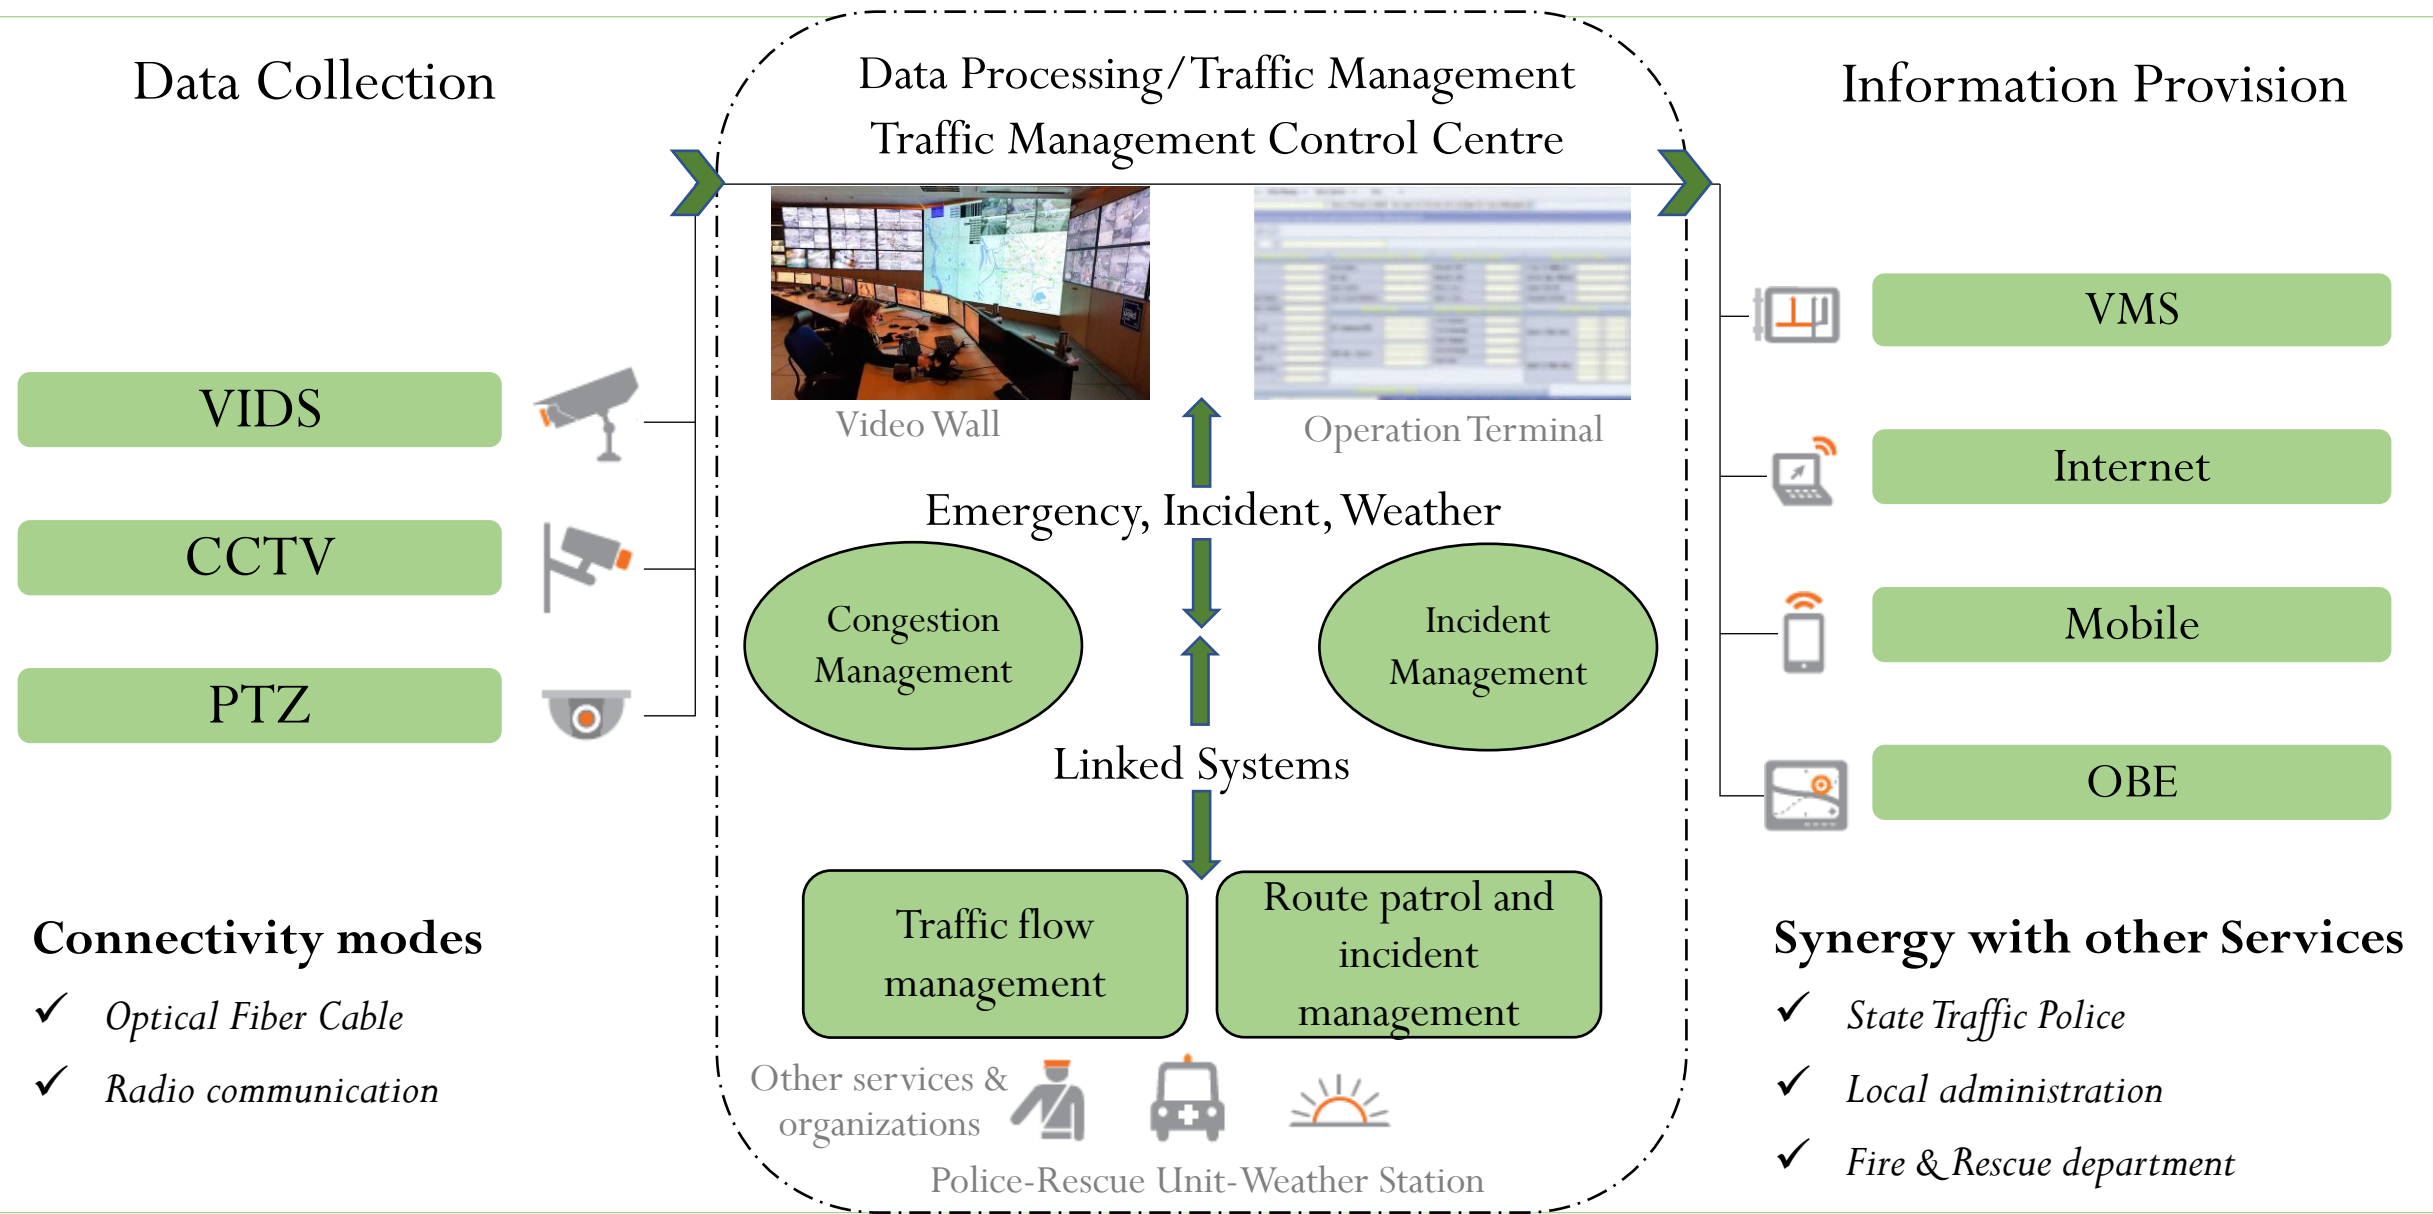 Data Collection
VIDS
CCTV
PTZ
Connectivity modes
Optical Fiber Cable
Radio communication
Data Processing/Traffic Management
Traffic Management Control Centre
Video Wall
Operation Terminal
Emergency, Incident, Weather
Congestion
Management
Incident
Management
Linked Systems
Traffic flow
management
Route patrol and
incident
management
Other services &
organizations
Police-Rescue Unit-Weather Station
Information Provision
VMS
Internet
Mobile
OBE
Synergy with other Services
State Traffic Police
Local administration
Fire & Rescue department